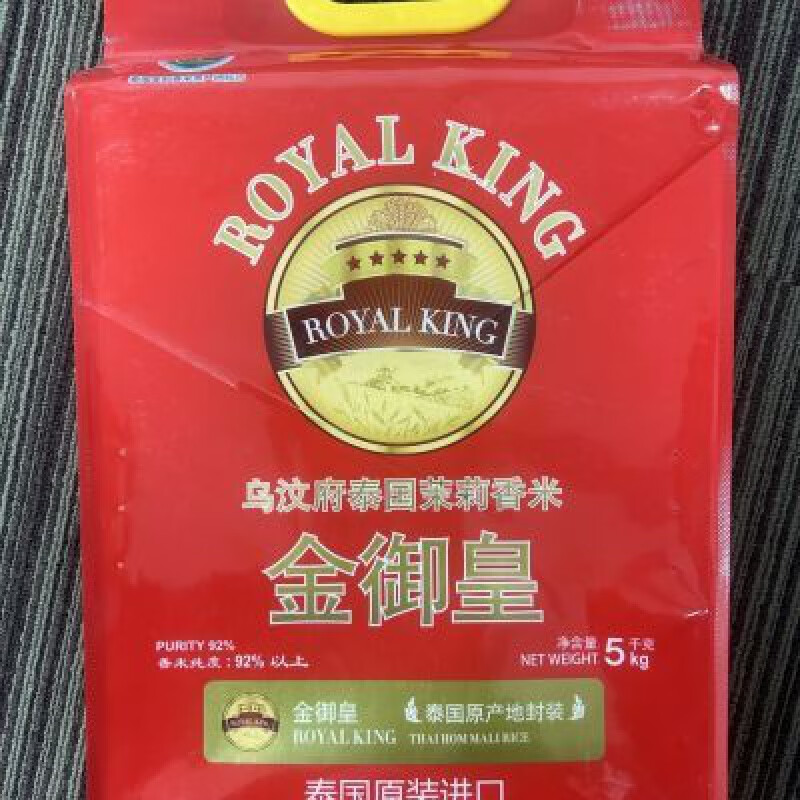 ROYAL KING
ROYAL KING
乌汶府泰国茉莉香米
金御皇
PURITY 92%
香米纯度：92% 以上
净含量 5 千克
NET WEIGHT kg
ROYAL KING
金御皇
ROYAL KING
泰国原产地封装
THAI HOM MALI RICE
泰国原装进口